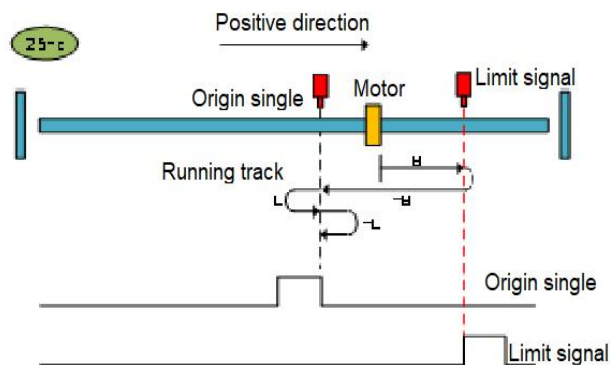 25-c
Positive direction
Limit signal
Origin single
Motor
Running track
Origin single
Limit signal